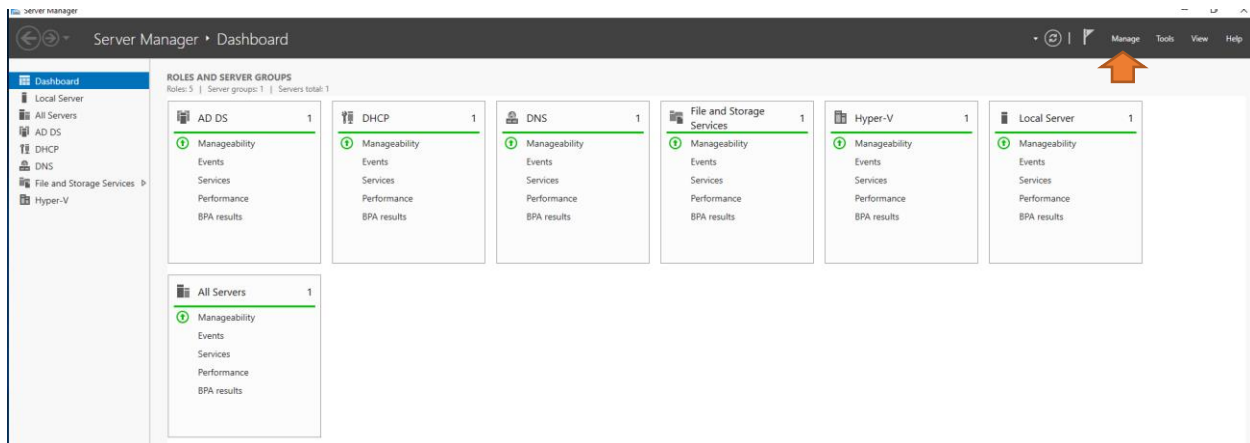 Server Manager
Server Manager ‣ Dashboard
Manage Tools View Help
Dashboard
Local Server
All Servers
AD DS
DHCP
DNS
File and Storage Services
Hyper-V
ROLES AND SERVER GROUPS
Roles: 5 | Server groups: 1 | Servers total: 1
AD DS 1
Manageability
Events
Services
Performance
BPA results
DHCP 1
Manageability
Events
Services
Performance
BPA results
DNS 1
Manageability
Events
Services
Performance
BPA results
File and Storage
Services 1
Manageability
Events
Services
Performance
BPA results
Hyper-V 1
Manageability
Events
Services
Performance
BPA results
Local Server 1
Manageability
Events
Services
Performance
BPA results
All Servers 1
Manageability
Events
Services
Performance
BPA results